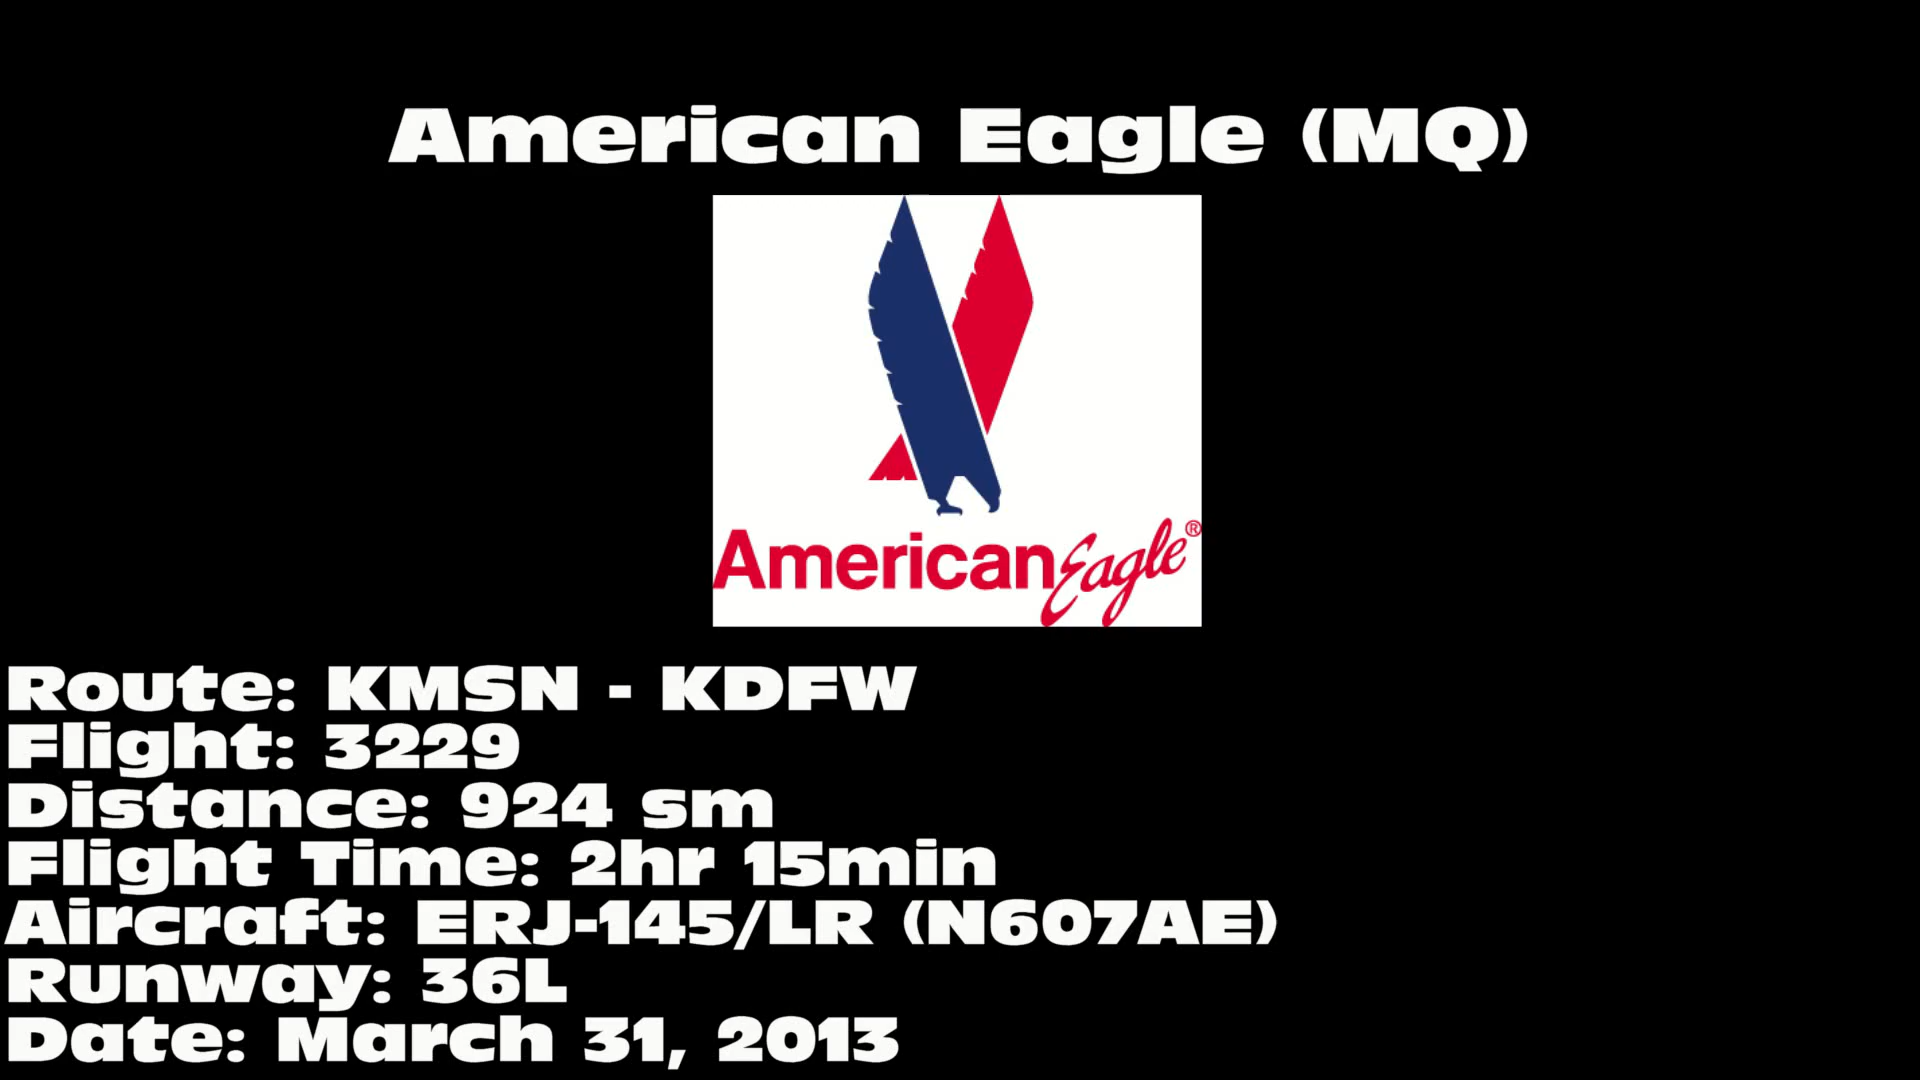 American Eagle (MQ)
AmericanEagle®
Route: KMSN - KDFW
Flight: 3229
Distance: 924 sm
Flight Time: 2hr 15min
Aircraft: ERJ-145/LR (N607AE)
Runway: 36L
Date: March 31, 2013